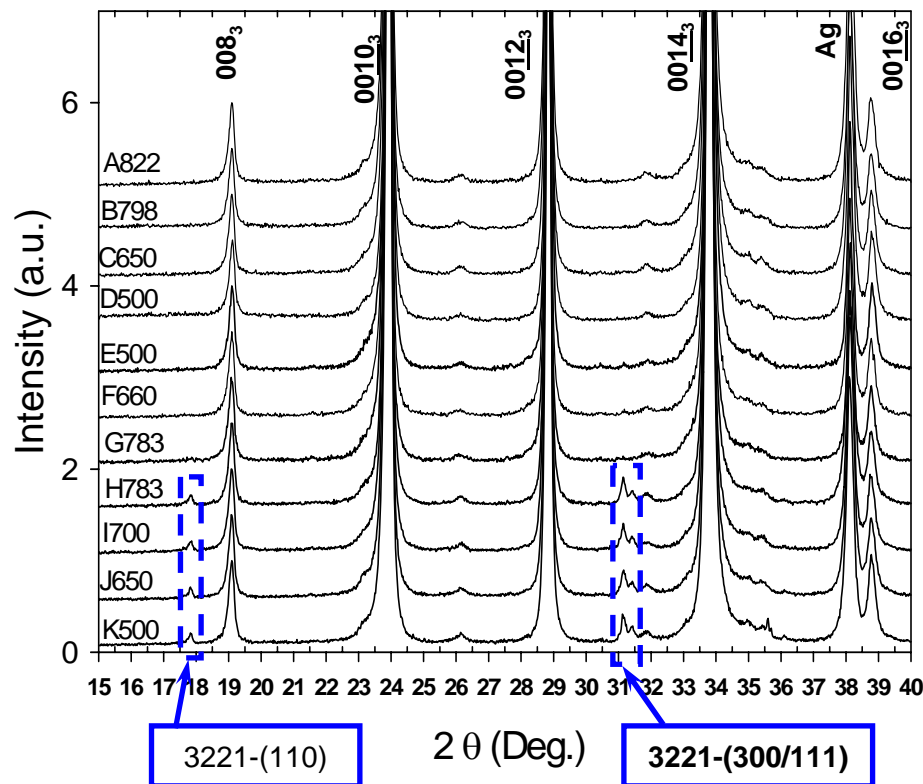 008₃
0010₃
0012₃
0014₃
Ag
0016₃
Intensity (a.u.)
6
4
2
0
A822
B798
C650
D500
E500
F660
G783
H783
I700
J650
K500
15 16 17 18 19 20 21 22 23 24 25 26 27 28 29 30 31 32 33 34 35 36 37 38 39 40
2 θ (Deg.)
3221-(110)
3221-(300/111)